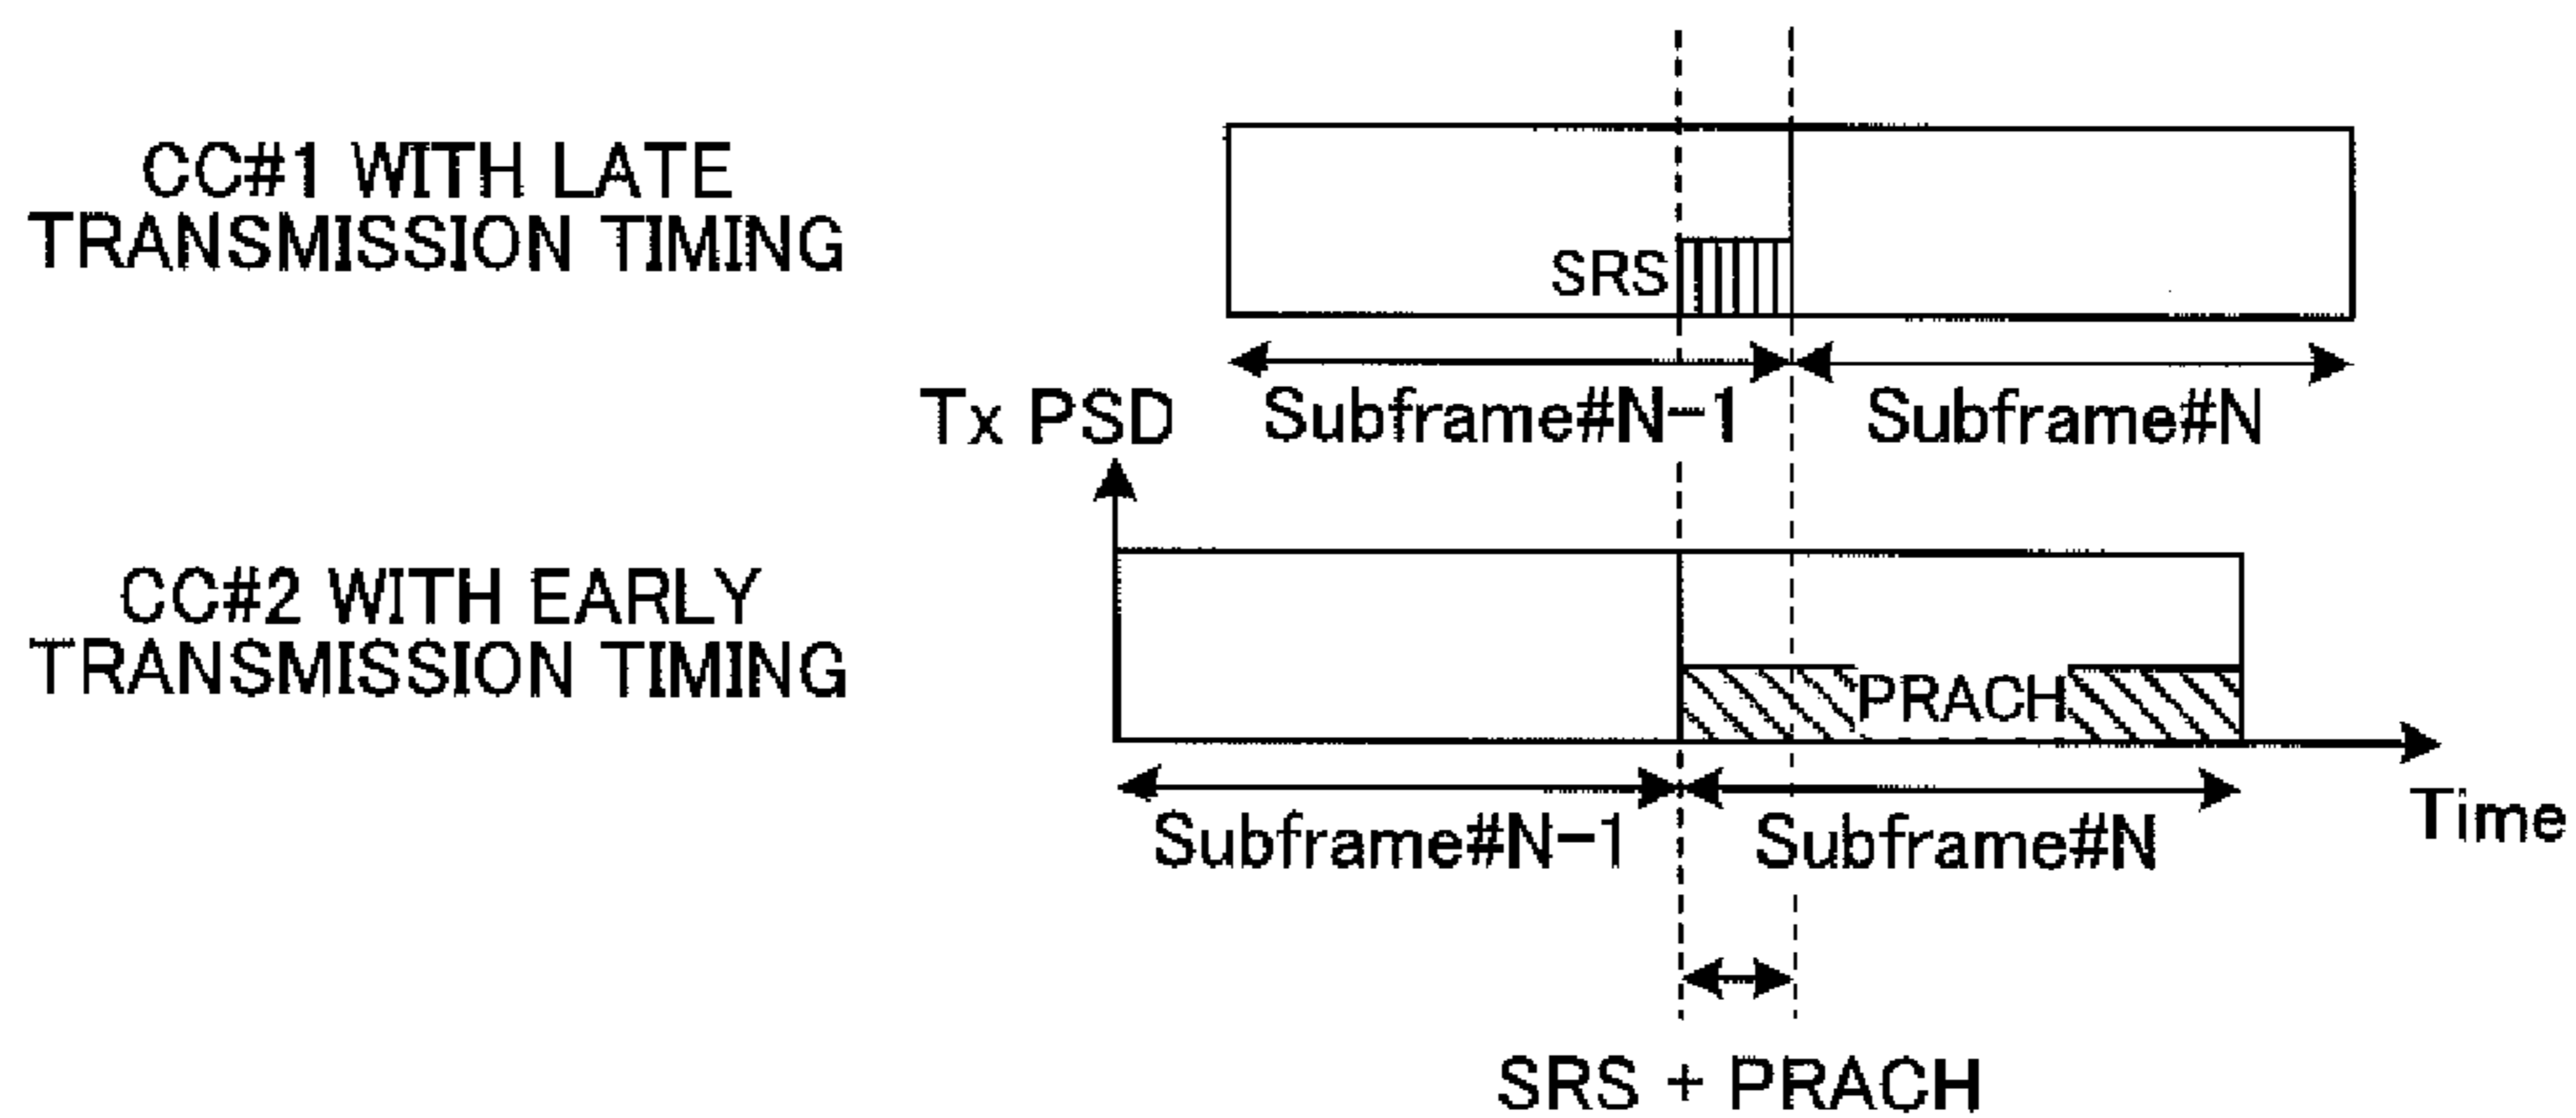 CC#1 WITH LATE
TRANSMISSION TIMING
SRS
Subframe#N-1
Subframe#N
Tx PSD
CC#2 WITH EARLY
TRANSMISSION TIMING
PRACH
Subframe#N-1
Subframe#N
Time
SRS + PRACH